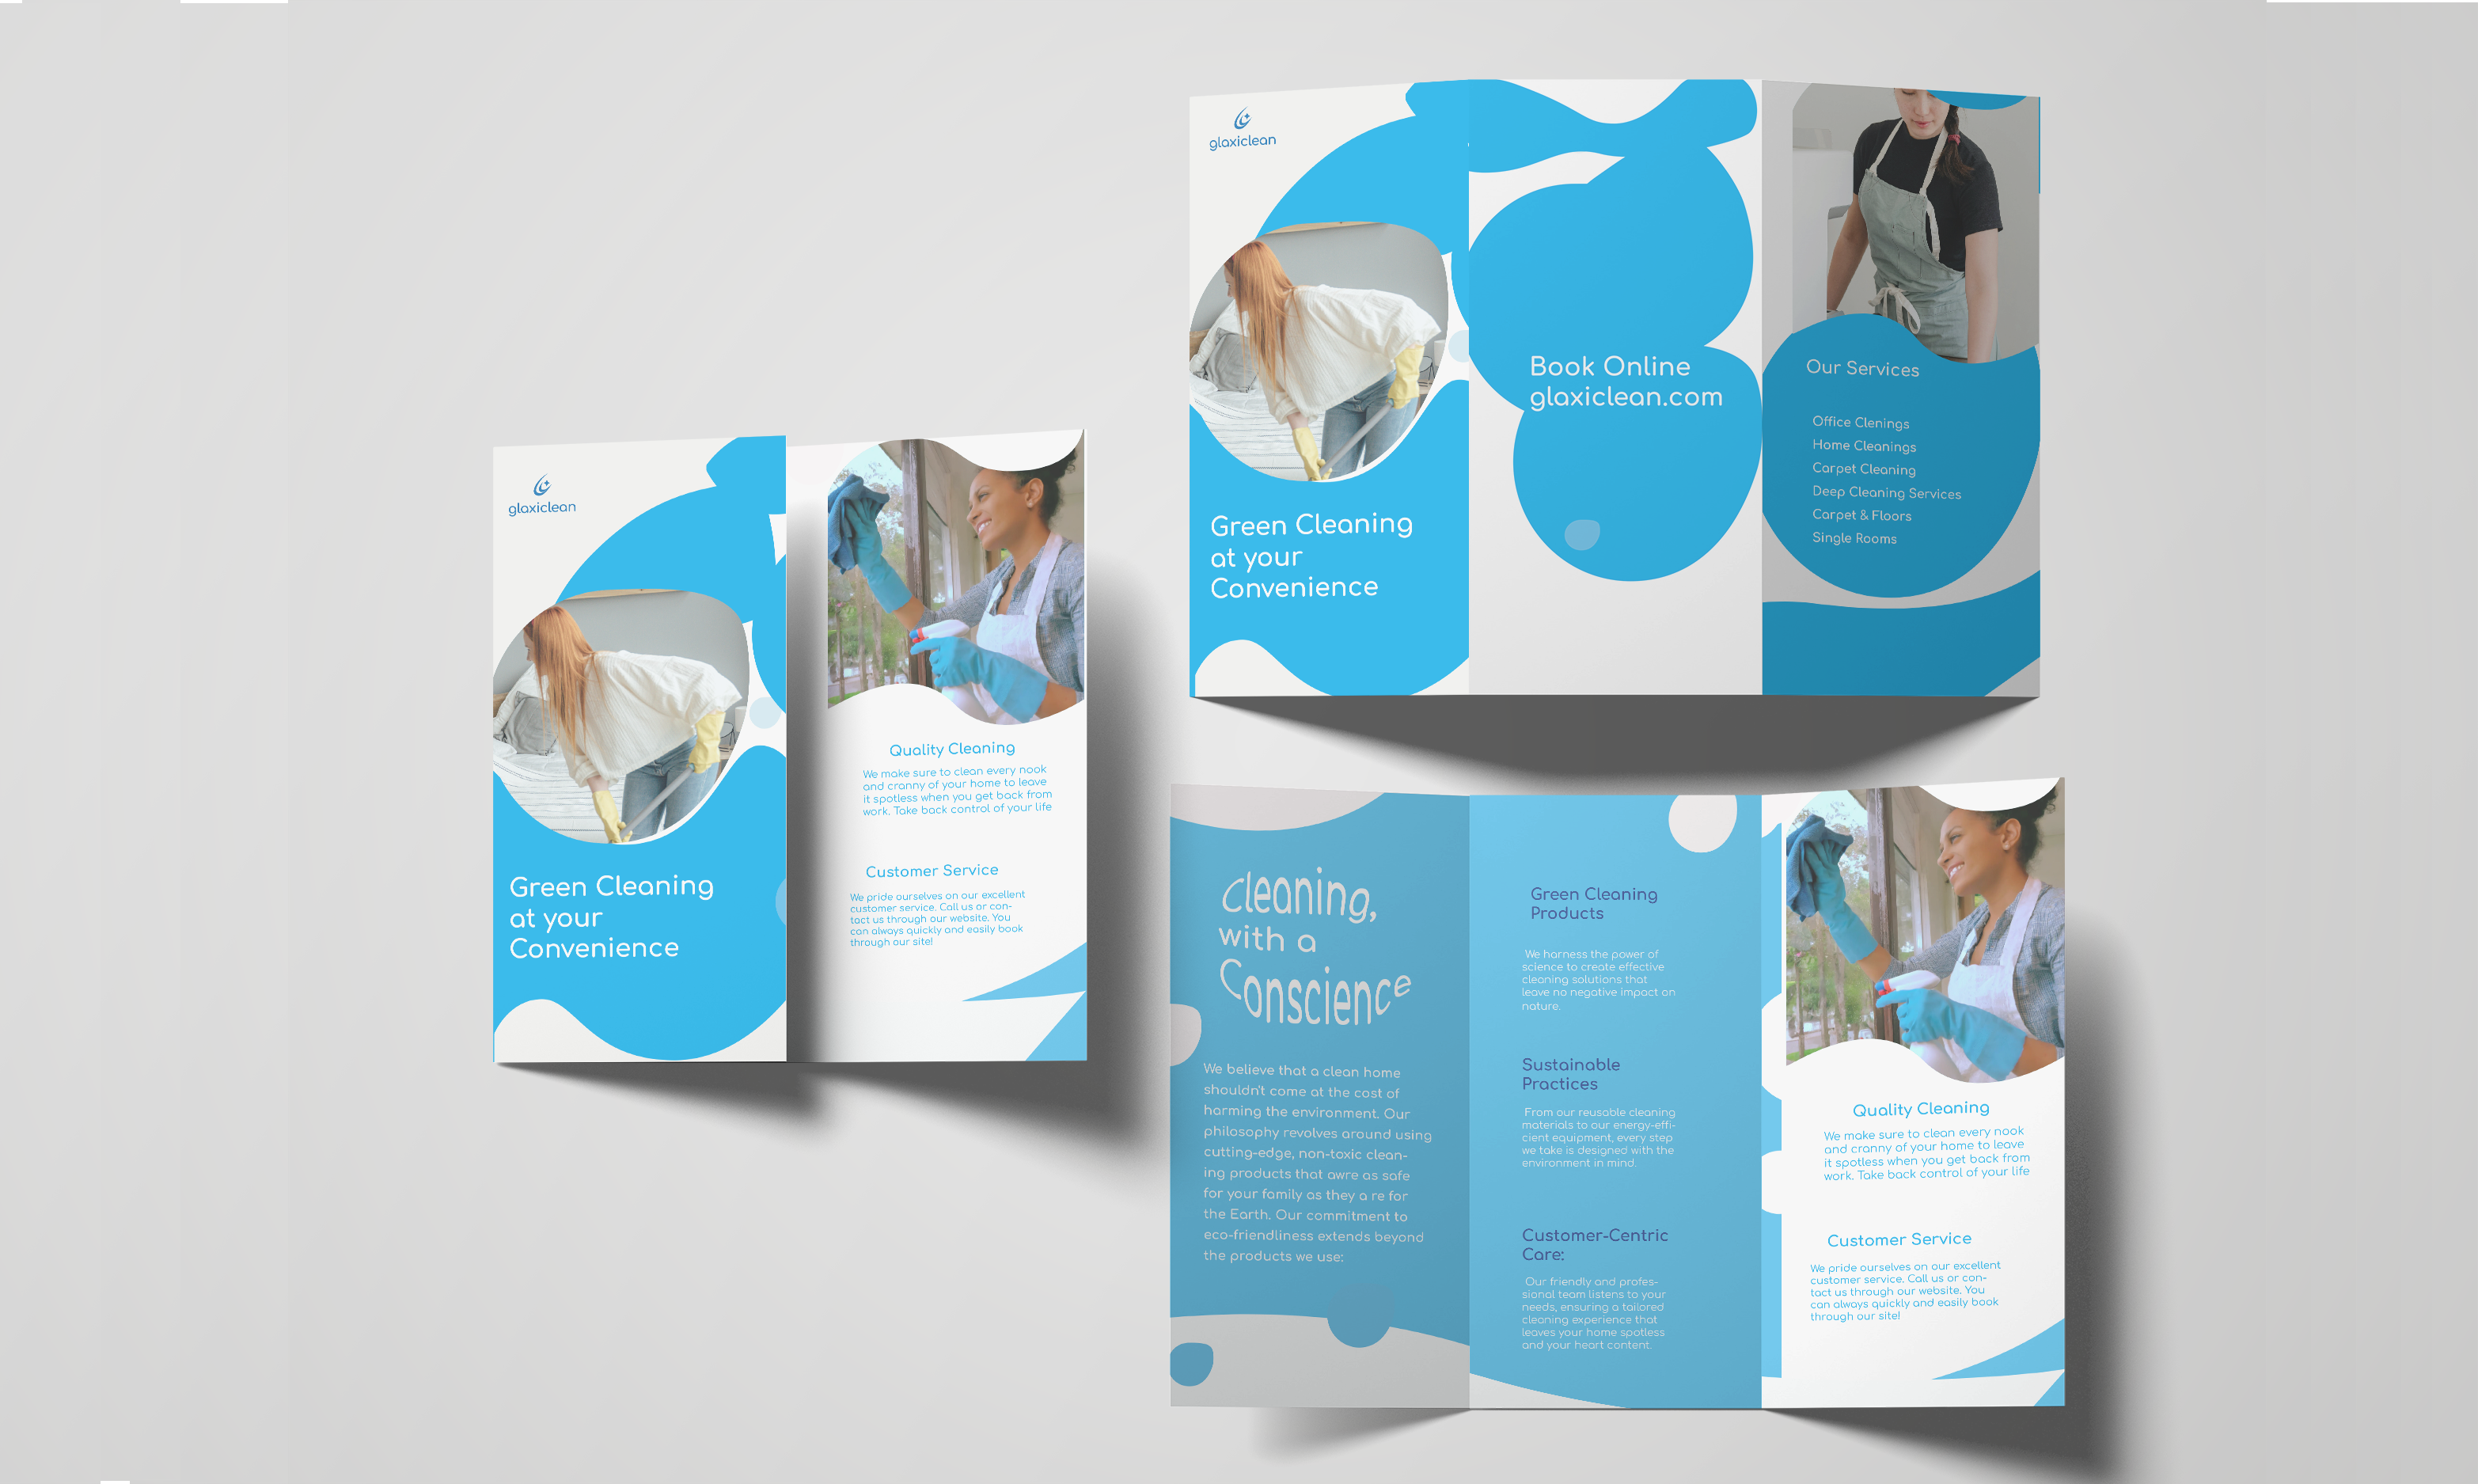 glaxiclean
Green Cleaning
at your
Convenience
Quality Cleaning
We make sure to clean every nook
and cranny of your home to leave
it spotless when you get back from
work. Take back control of your life
Customer Service
We pride ourselves on our excellent
customer service. Call us or con-
tact us through our website. You
can always quickly and easily book
through our site!
glaxiclean
Green Cleaning
at your
Convenience
Book Online
glaxiclean.com
Our Services
Office Clenings
Home Cleanings
Carpet Cleaning
Deep Cleaning Services
Carpet & Floors
Single Rooms
Cleaning,
with a
Conscience
We believe that a clean home
shouldn't come at the cost of
harming the environment. Our
philosophy revolves around using
cutting-edge, non-toxic clean-
ing products that awre as safe
for your family as they a re for
the Earth. Our commitment to
eco-friendliness extends beyond
the products we use:
Green Cleaning
Products
We harness the power of
science to create effective
cleaning solutions that
leave no negative impact on
nature.
Sustainable
Practices
From our reusable cleaning
materials to our energy-effi-
cient equipment, every step
we take is designed with the
environment in mind.
Customer-Centric
Care:
Our friendly and profes-
sional team listens to your
needs, ensuring a tailored
cleaning experience that
leaves your home spotless
and your heart content.
Quality Cleaning
We make sure to clean every nook
and cranny of your home to leave
it spotless when you get back from
work. Take back control of your life
Customer Service
We pride ourselves on our excellent
customer service. Call us or con-
tact us through our website. You
can always quickly and easily book
through our site!